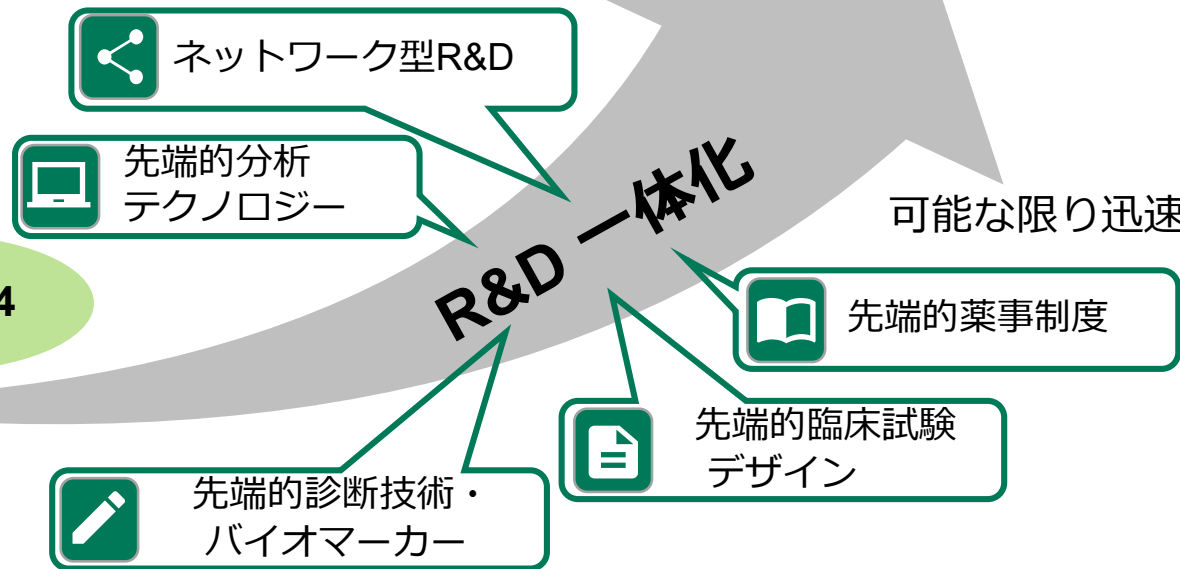 ネットワーク型R&D
先端的分析
テクノロジー
R&D 一体化
可能な限り迅速
4
先端的薬事制度
先端的臨床試験
デザイン
先端的診断技術・
バイオマーカー